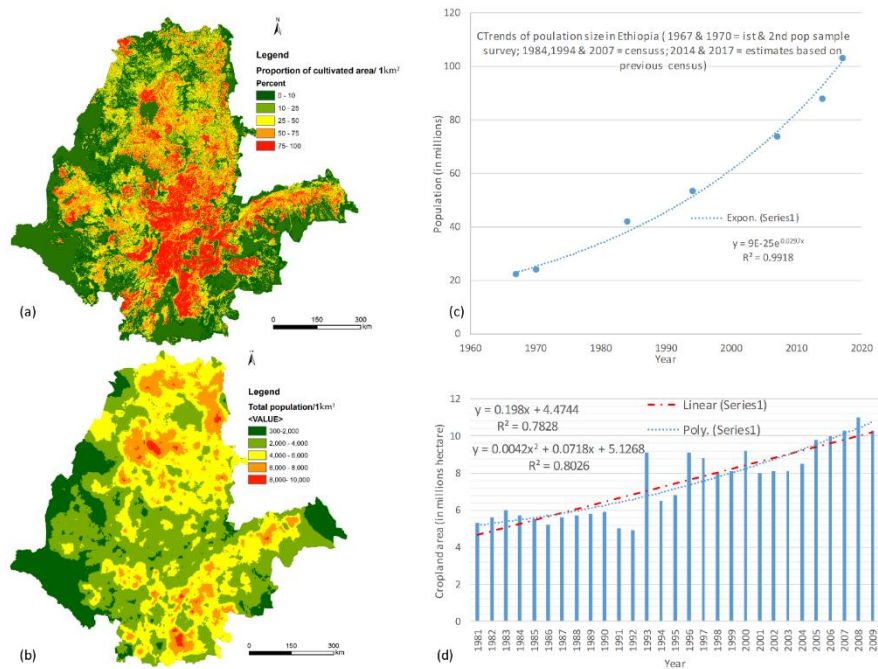 Legend
Proportion of cultivated area/ 1km²
Percent
0 - 10
10 - 25
25 - 50
50 - 75
75- 100
(a)
0 150 300
km
Legend
Total population/1km²
<VALUE>
300-2,000
2,000 - 4,000
4,000 - 6,000
6,000 - 8,000
8,000- 10,000
(b)
0 150 300
km
CTrends of poulation size in Ethiopia ( 1967 & 1970 = ist & 2nd pop sample
survey; 1984,1994 & 2007 = censuss; 2014 & 2017 = estimates based on
previous census)
Population (in millions)
120
100
80
60
40
20
0
Expon. (Series1)
y = 9E-25e^0.0297x
R² = 0.9918
1960 1970 1980 1990 2000 2010 2020
Year
(c)
y = 0.198x + 4.4744
R² = 0.7828
y = 0.0042x² + 0.0718x + 5.1268
R² = 0.8026
Linear (Series1)
Poly. (Series1)
Cropland area (in millions hectare)
12
10
8
6
4
2
0
1981 1982 1983 1984 1985 1986 1987 1988 1989 1990 1991 1992 1993 1994 1995 1996 1997 1998 1999 2000 2001 2002 2003 2004 2005 2006 2007 2008 2009
Year
(d)